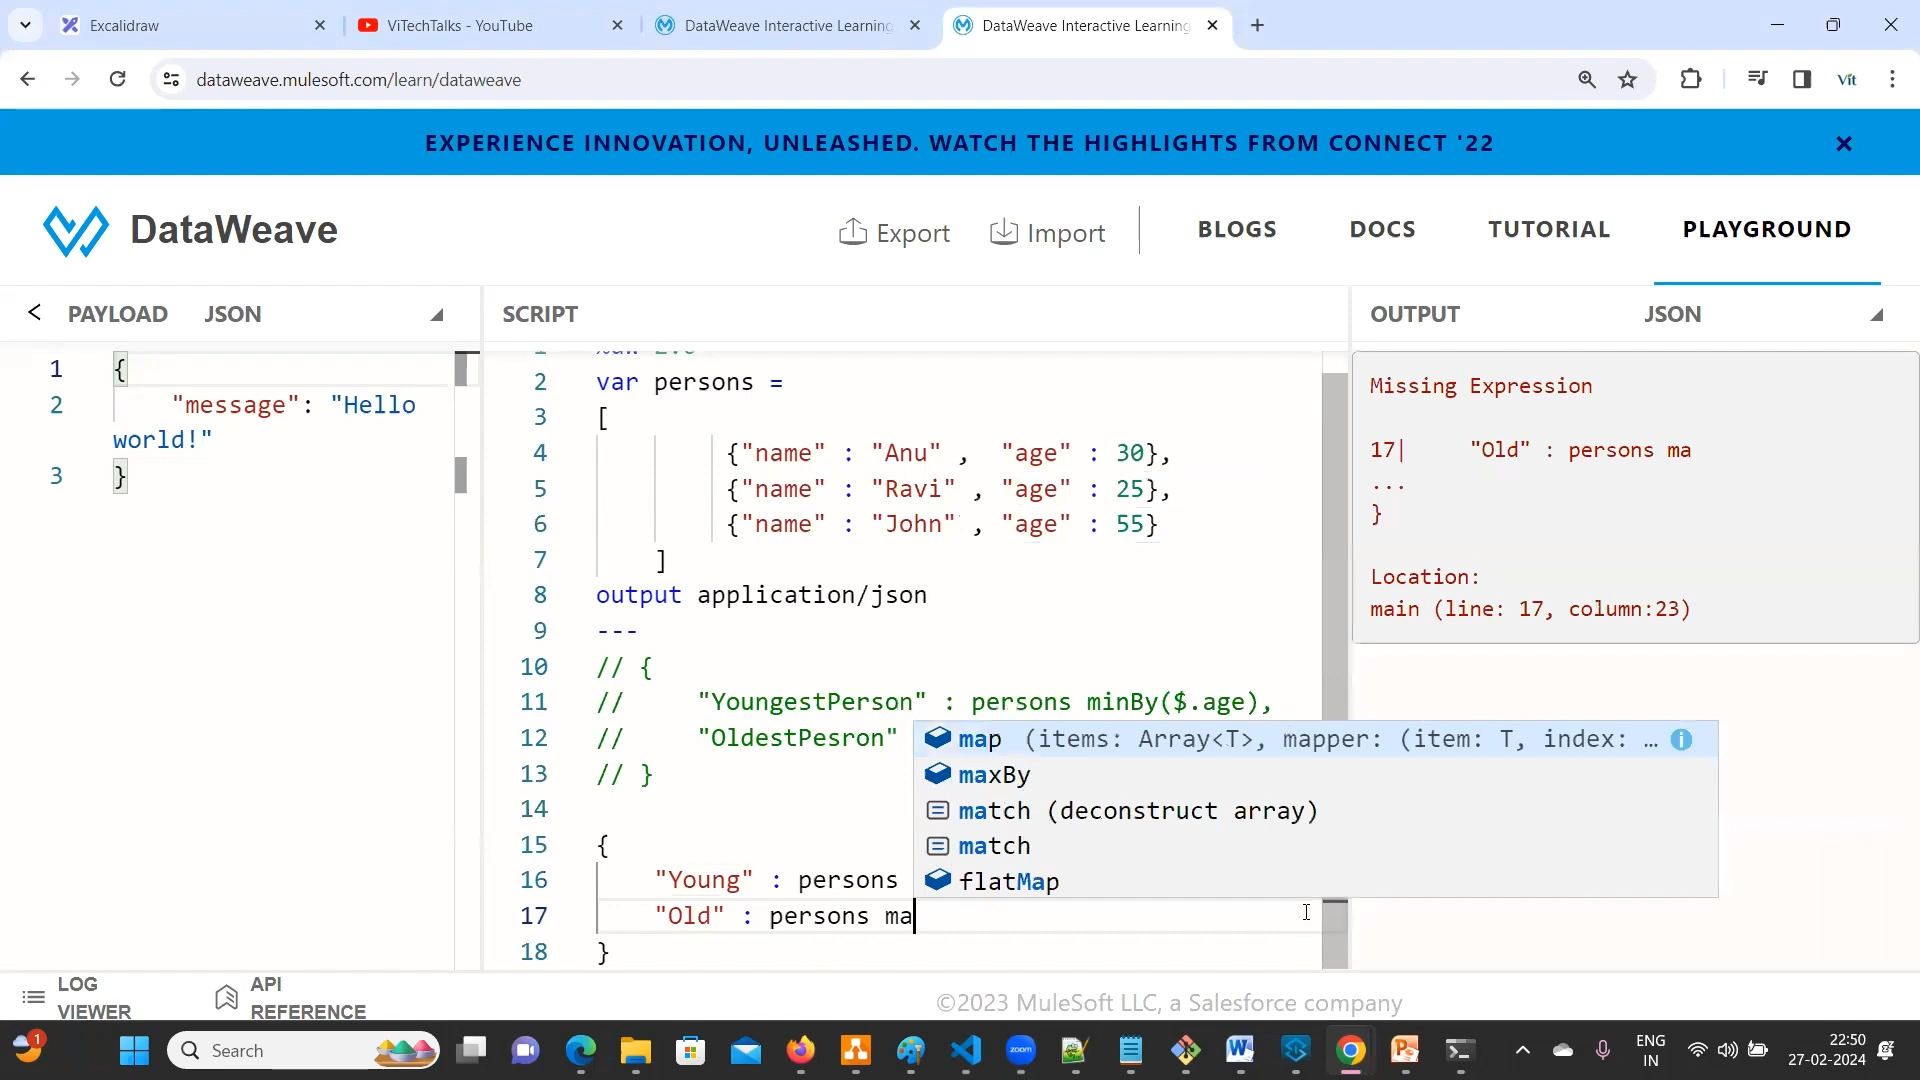 Excalidraw
ViTechTalks - YouTube
DataWeave Interactive Learning
DataWeave Interactive Learning
dataweave.mulesoft.com/learn/dataweave
Vit
EXPERIENCE INNOVATION, UNLEASHED. WATCH THE HIGHLIGHTS FROM CONNECT '22
DataWeave
Export
Import
BLOGS
DOCS
TUTORIAL
PLAYGROUND
PAYLOAD JSON
SCRIPT
OUTPUT JSON
1 {
2 "message": "Hello
world!"
3 }
2 var persons =
3 [
4 {"name" : "Anu" , "age" : 30},
5 {"name" : "Ravi" , "age" : 25},
6 {"name" : "John" , "age" : 55}
7 ]
8 output application/json
9 ---
10 // {
11 // "YoungestPerson" : persons minBy($.age),
12 // "OldestPesron"
13 // }
14
15 {
16 "Young" : persons
17 "Old" : persons ma
18 }
map (items: Array<T>, mapper: (item: T, index: …
maxBy
match (deconstruct array)
match
flatMap
Missing Expression
17| "Old" : persons ma
...
}
Location:
main (line: 17, column:23)
LOG
VIEWER
API
REFERENCE
©2023 MuleSoft LLC, a Salesforce company
1
Search
zoom
ENG
IN
22:50
27-02-2024